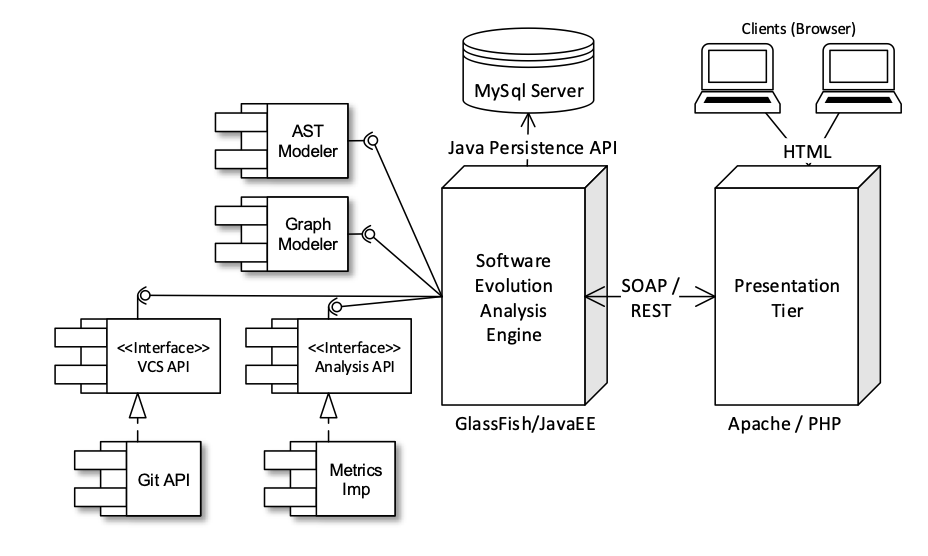 Clients (Browser)
MySql Server
AST
Modeler
Java Persistence API
HTML
Graph
Modeler
Software
Evolution
Analysis
Engine
SOAP /
REST
Presentation
Tier
<<Interface>>
VCS API
<<Interface>>
Analysis API
GlassFish/JavaEE
Apache / PHP
Git API
Metrics
Imp